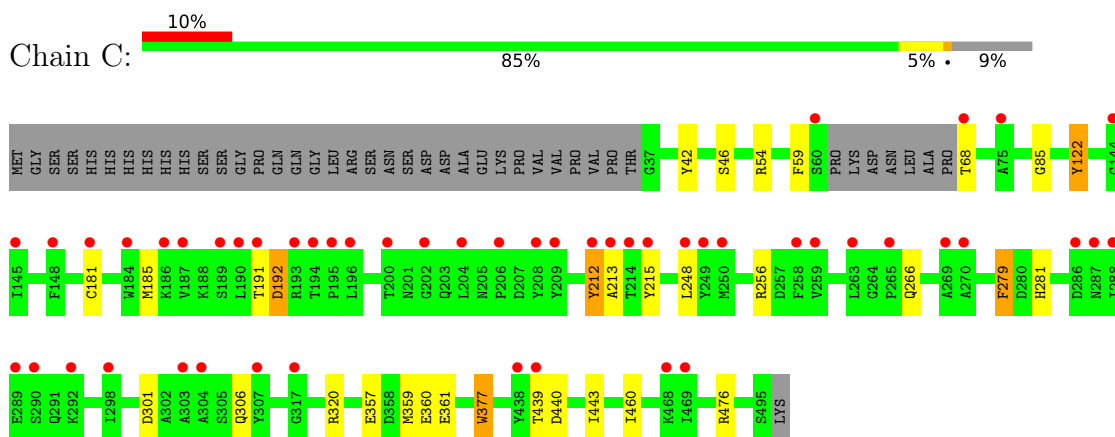 10%
Chain C:
85% 5% • 9%
MET GLY SER SER HIS HIS HIS HIS HIS HIS SER SER GLY PRO GLN GLN GLY LEU ARG SER ASN SER ASP ASP ALA GLU LYS PRO VAL VAL PRO VAL PRO THR G37 Y42 S46 R54 F59 S60 PRO LYS ASP ASN LEU ALA PRO T68 A75 G85 Y122 G144
I145 F148 C181 W184 M185 K186 V187 K188 S189 L190 T191 D192 R193 T194 P195 L196 T200 N201 G202 Q203 L204 N205 P206 D207 Y208 Y209 Y212 A213 T214 Y215 L248 Y249 M250 R256 D257 F258 V259 L263 G264 P265 Q266 A269 A270 F279 D280 H281 D286 N287 I288
E289 S290 Q291 K292 I298 D301 A302 A303 A304 S305 Q306 Y307 G317 R320 E357 D358 M359 E360 E361 W377 Y438 T439 D440 I443 I460 K468 I469 R476 S495 LYS